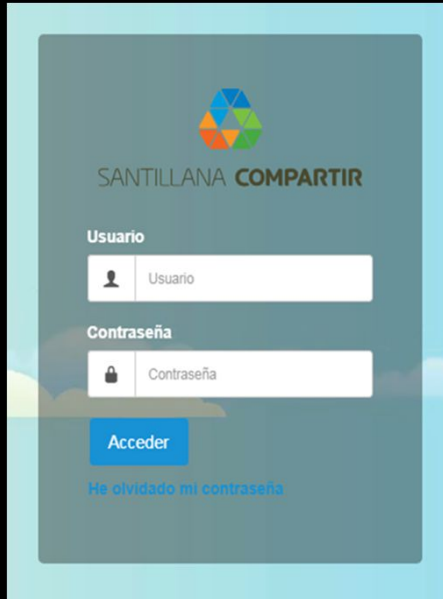 SANTILLANA COMPARTIR
Usuario
Usuario
Contraseña
Contraseña
Acceder
He olvidado mi contraseña